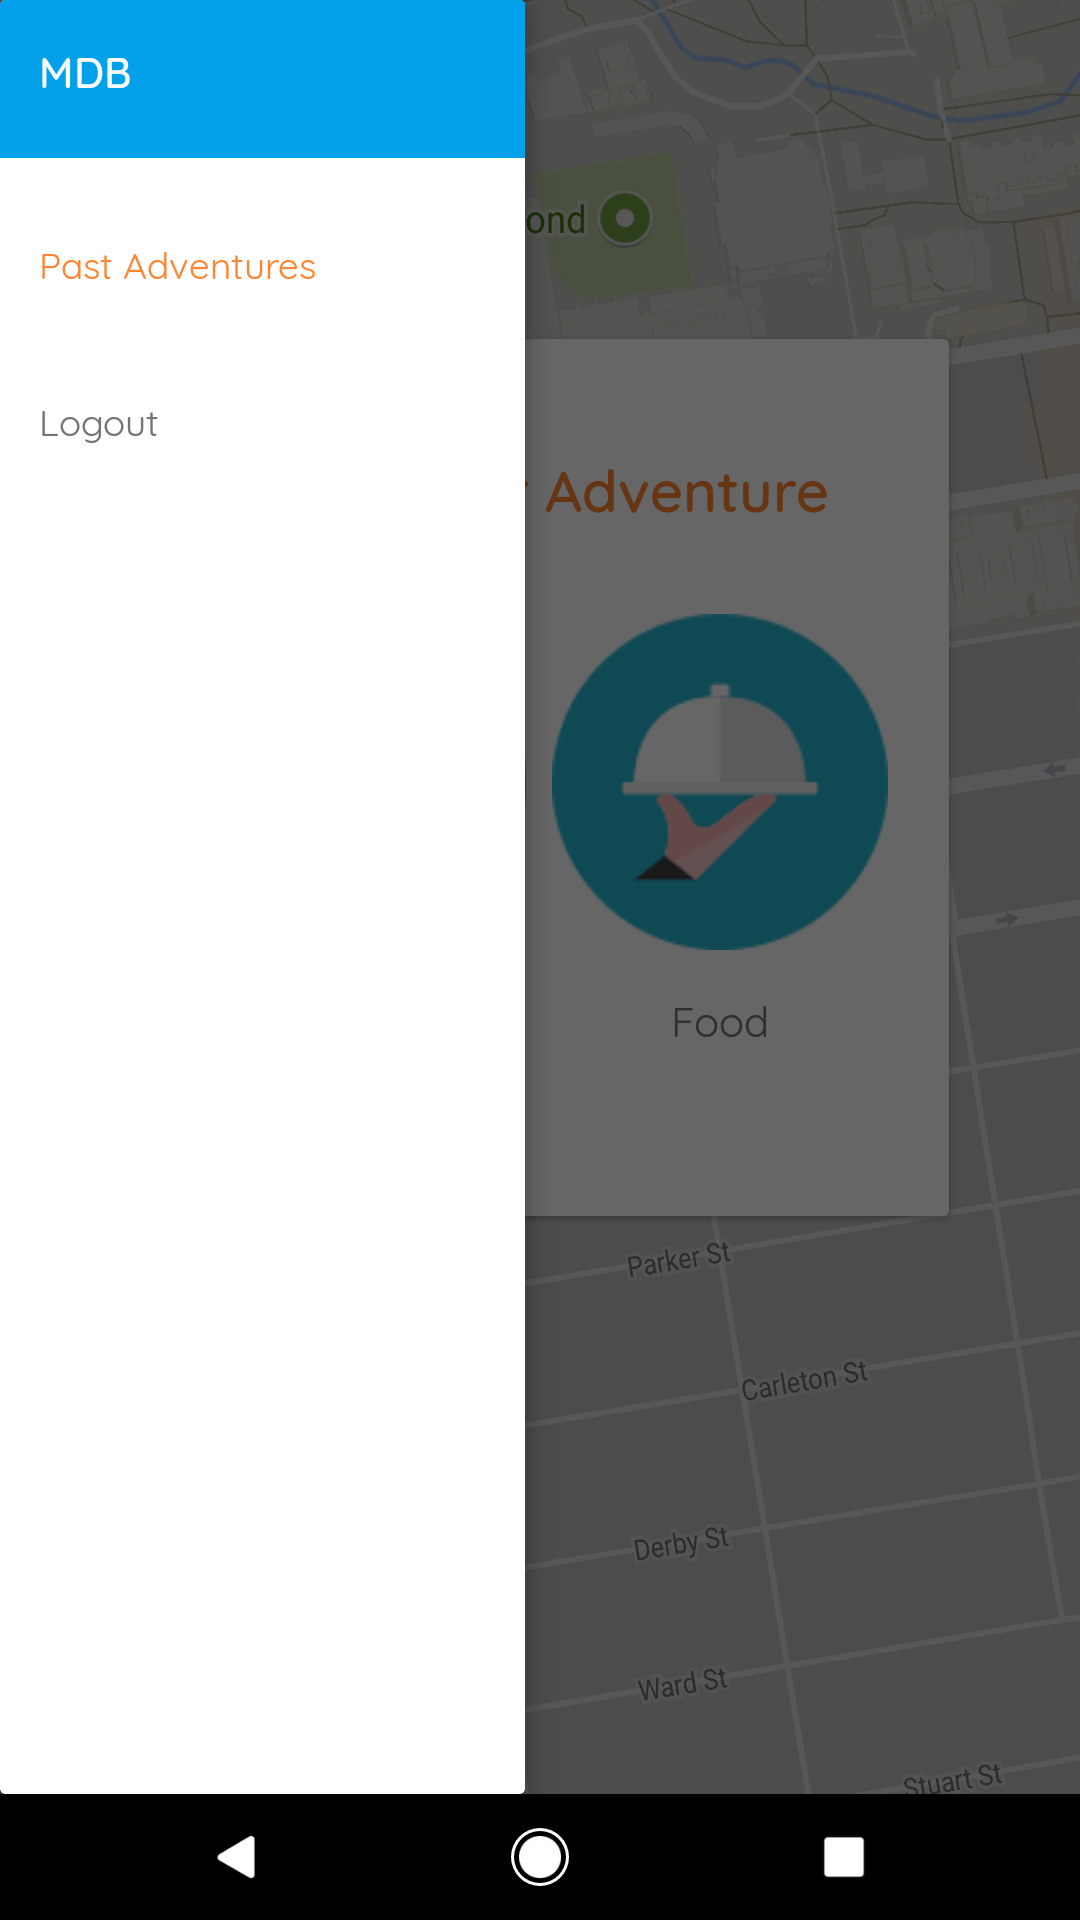 MDB
Past Adventures
Logout
ond
Adventure
Food
Parker St
Carleton St
Derby St
Ward St
Stuart St